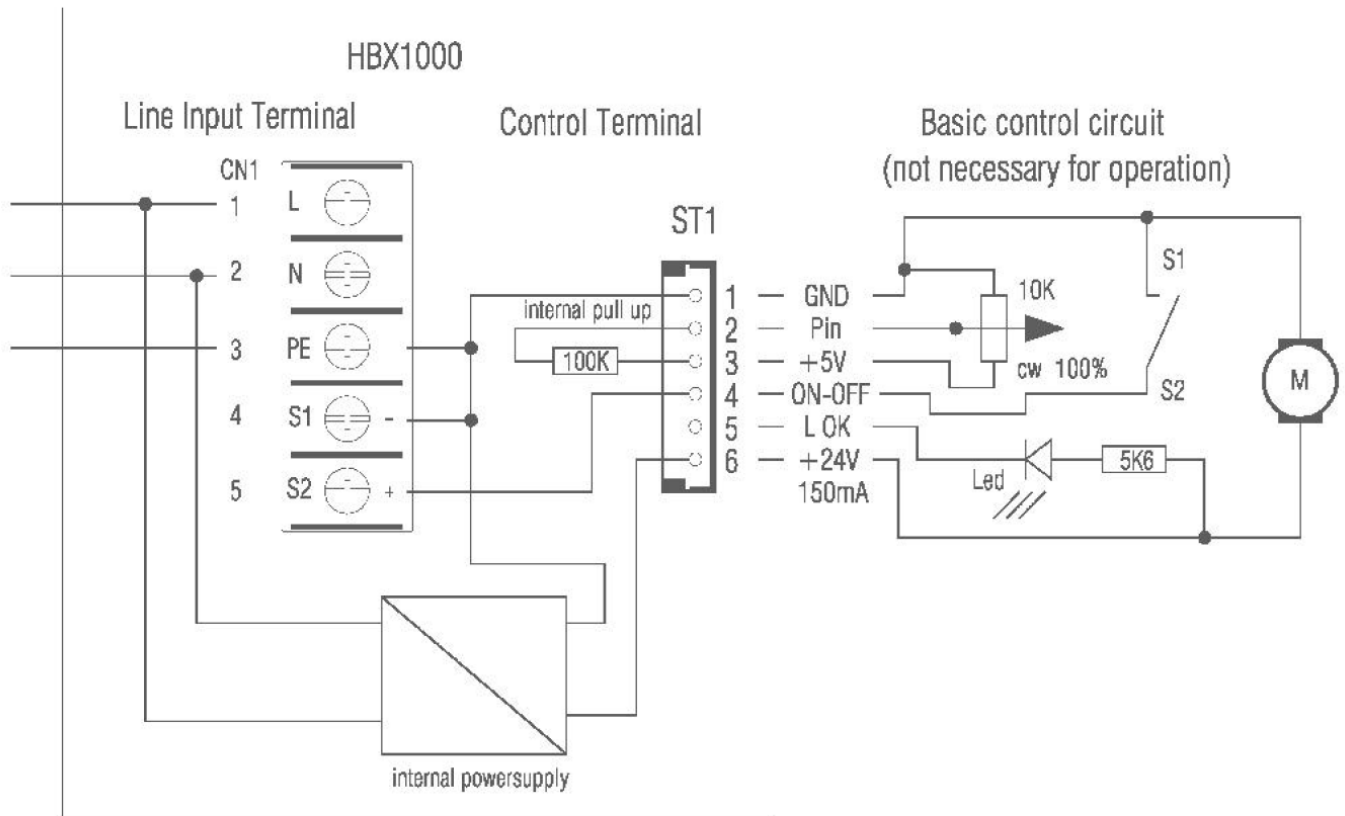 HBX1000
Line Input Terminal
Control Terminal
Basic control circuit
(not necessary for operation)
CN1
1 L
2 N
3 PE
4 S1 -
5 S2 +
ST1
internal pull up
100K
1 GND
2 Pin
3 +5V
4 ON-OFF
5 L OK
6 +24V
150mA
10K
cw 100%
S1
S2
M
Led
5K6
internal powersupply